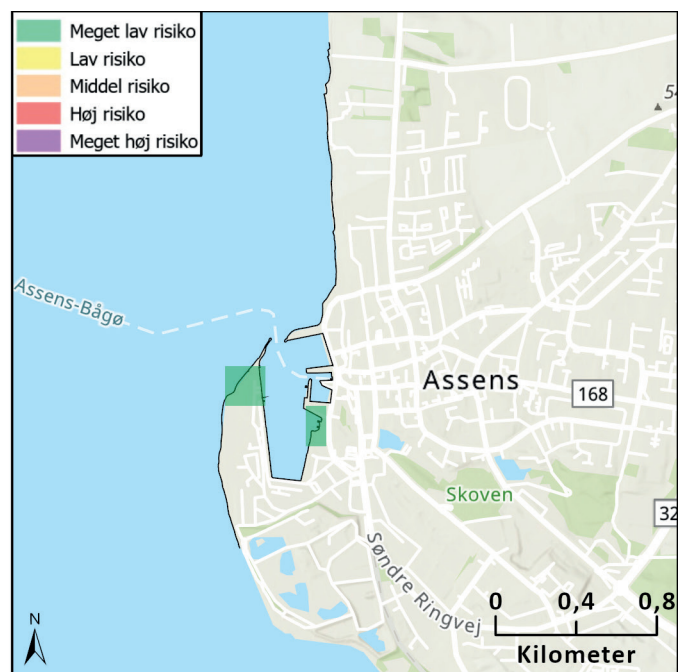 Meget lav risiko
Lav risiko
Middel risiko
Høj risiko
Meget høj risiko
54
Assens-Bågø
Assens
168
Skoven
32
Søndre Ringvej
0 0,4 0,8
Kilometer
N